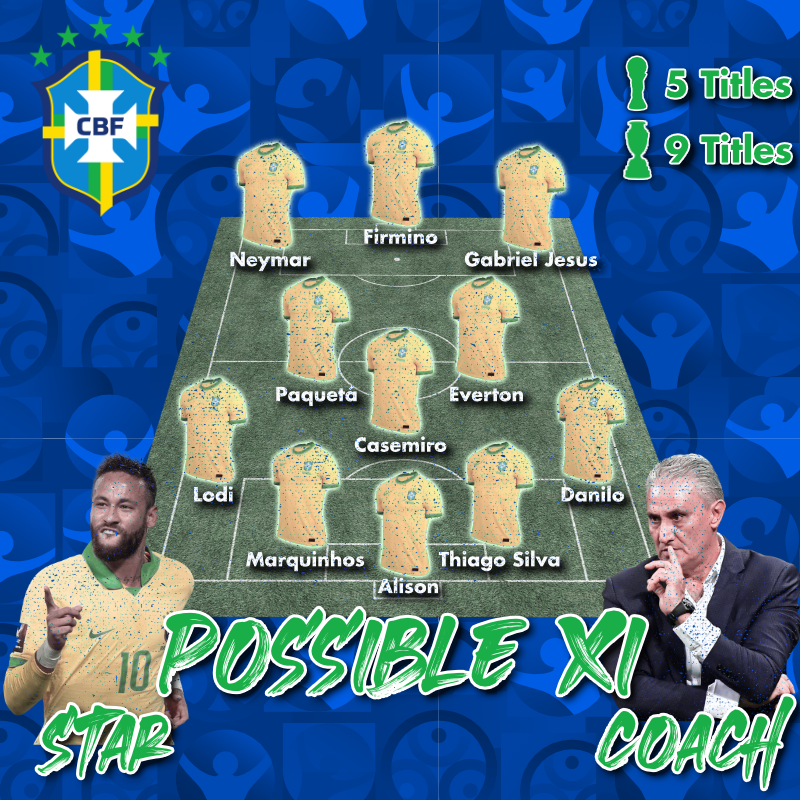 CBF
5 Titles
9 Titles
Neymar
Firmino
Gabriel Jesus
Paquetá
Everton
Casemiro
Lodi
Danilo
Marquinhos
Thiago Silva
Alison
10
POSSIBLE XI
STAR
COACH